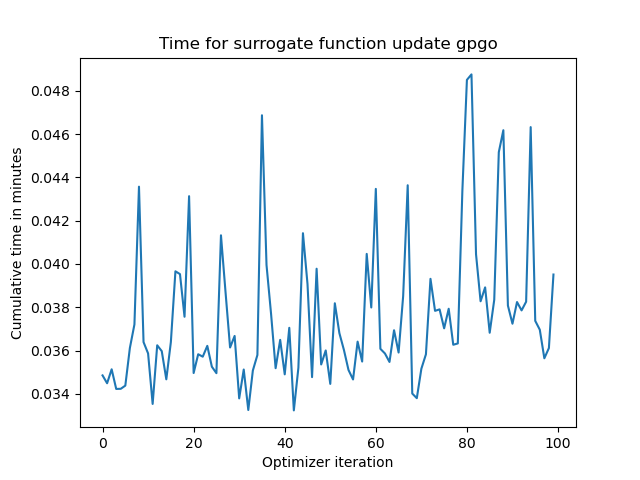 Time for surrogate function update gpgo
Cumulative time in minutes
0.048
0.046
0.044
0.042
0.040
0.038
0.036
0.034
0 20 40 60 80 100
Optimizer iteration